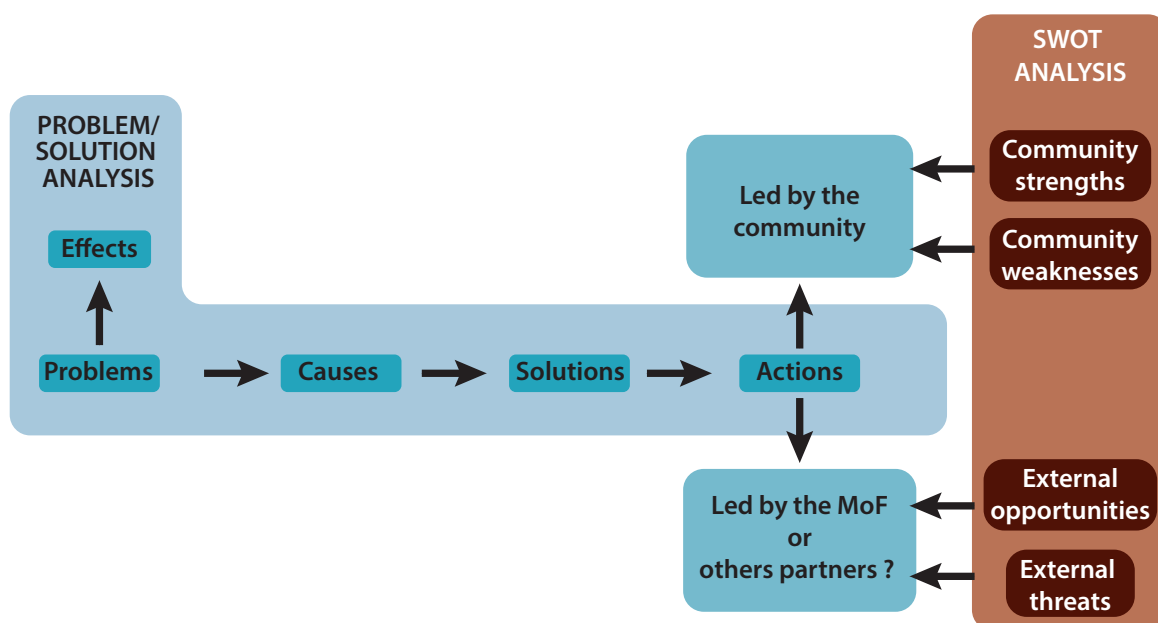 PROBLEM/
SOLUTION
ANALYSIS
Effects
Problems
Causes
Solutions
Actions
Led by the
community
Led by the MoF
or
others partners ?
SWOT
ANALYSIS
Community
strengths
Community
weaknesses
External
opportunities
External
threats